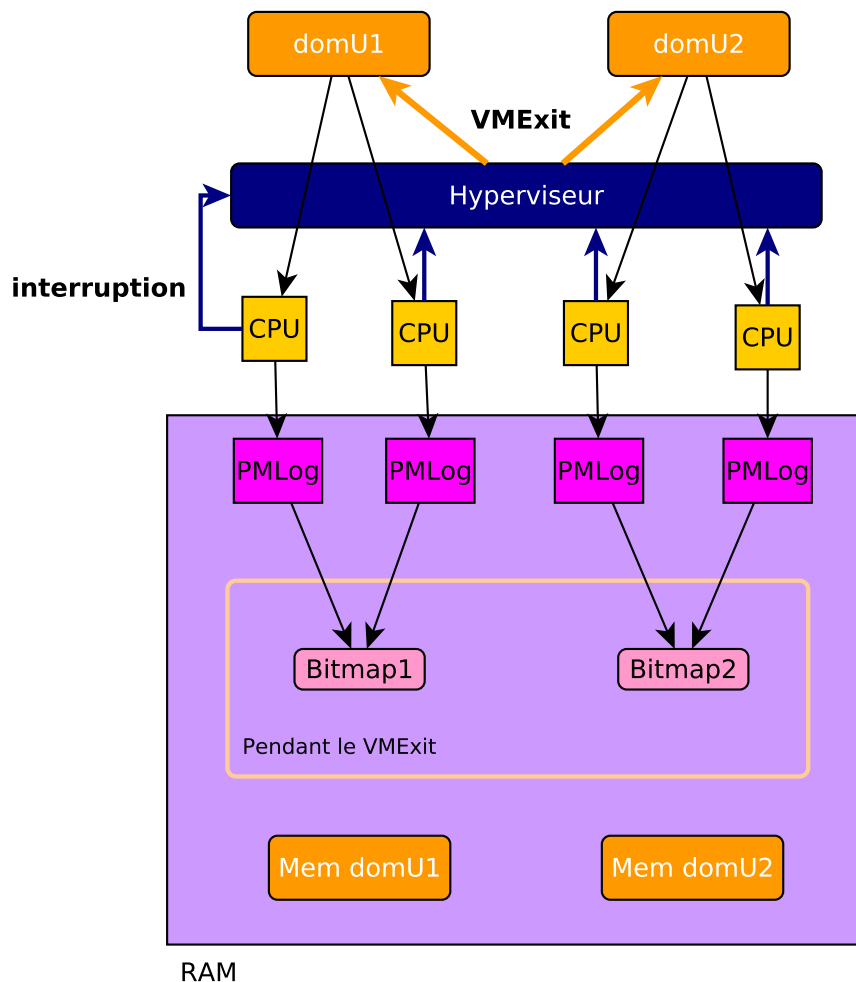 domU1
domU2
VMExit
Hyperviseur
interruption
CPU
CPU
CPU
CPU
PMLog
PMLog
PMLog
PMLog
Bitmap1
Bitmap2
Pendant le VMExit
Mem domU1
Mem domU2
RAM